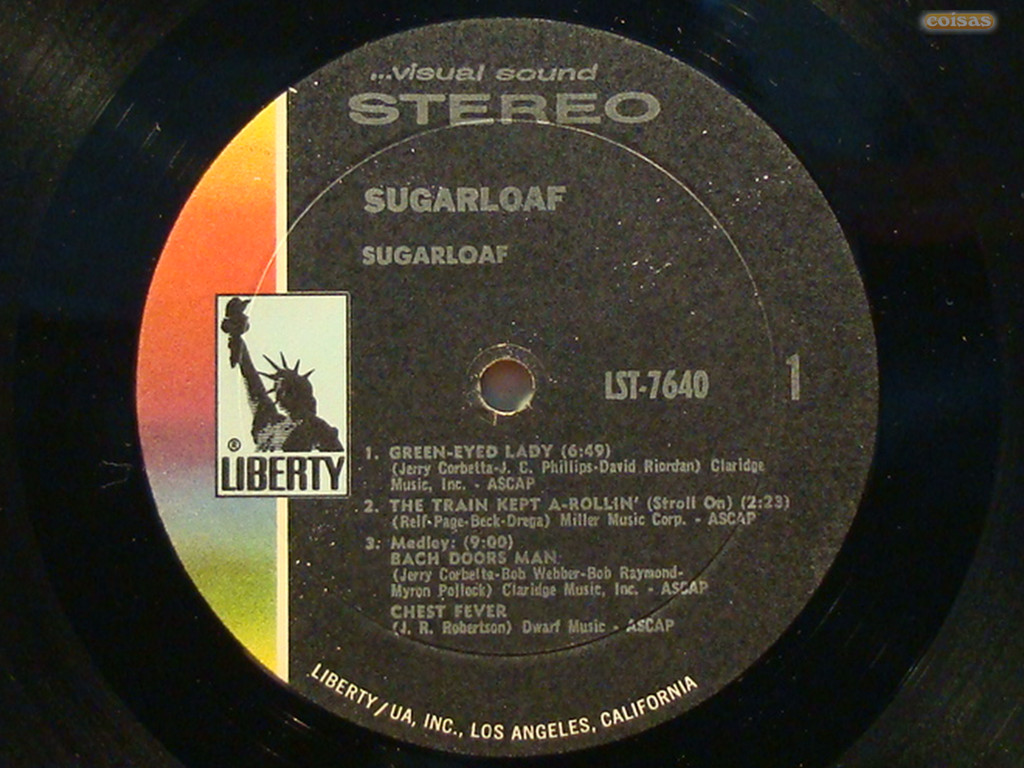 coisas
...visual sound
STEREO
SUGARLOAF
SUGARLOAF
LST-7640
1
®
LIBERTY
1. GREEN-EYED LADY (6:49)
(Jerry Corbetta-J. C. Phillips-David Riordan) Claridge
Music, Inc. - ASCAP
2. THE TRAIN KEPT A-ROLLIN' (Stroll On) (2:23)
(Relf-Page-Beck-Drega) Miller Music Corp. - ASCAP
3. Medley: (9:00)
BACH DOORS MAN
(Jerry Corbetta-Bob Webber-Bob Raymond-
Myron Pollock) Claridge Music, Inc. - ASCAP
CHEST FEVER
(J. R. Robertson) Dwarf Music - ASCAP
LIBERTY/UA, INC., LOS ANGELES, CALIFORNIA